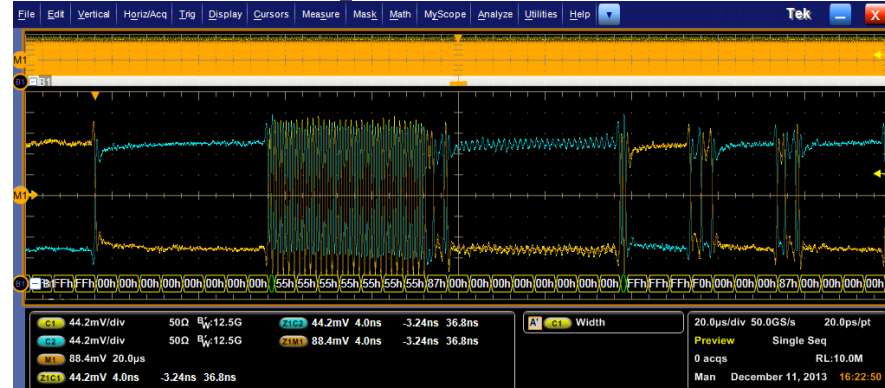 File Edit Vertical Horiz/Acq Trig Display Cursors Measure Mask Math MyScope Analyze Utilities Help Tek X
M1
B1 B1
M1
B1 FFh FFh 00h 00h 00h 00h 00h 00h 00h 55h 55h 55h 55h 55h 55h 55h 87h 00h 00h 00h 00h 00h 00h 00h 00h FFh FFh FFh F0h 00h 00h 00h 87h 00h 00h 00h 00h
C1 44.2mV/div 50Ω BW:12.5G Z1C2 44.2mV 4.0ns -3.24ns 36.8ns A' C1 Width 20.0µs/div 50.0GS/s 20.0ps/pt
C2 44.2mV/div 50Ω BW:12.5G Z1M1 88.4mV 4.0ns -3.24ns 36.8ns Preview Single Seq
M1 88.4mV 20.0µs 0 acqs RL:10.0M
Z1C1 44.2mV 4.0ns -3.24ns 36.8ns Man December 11, 2013 16:22:50